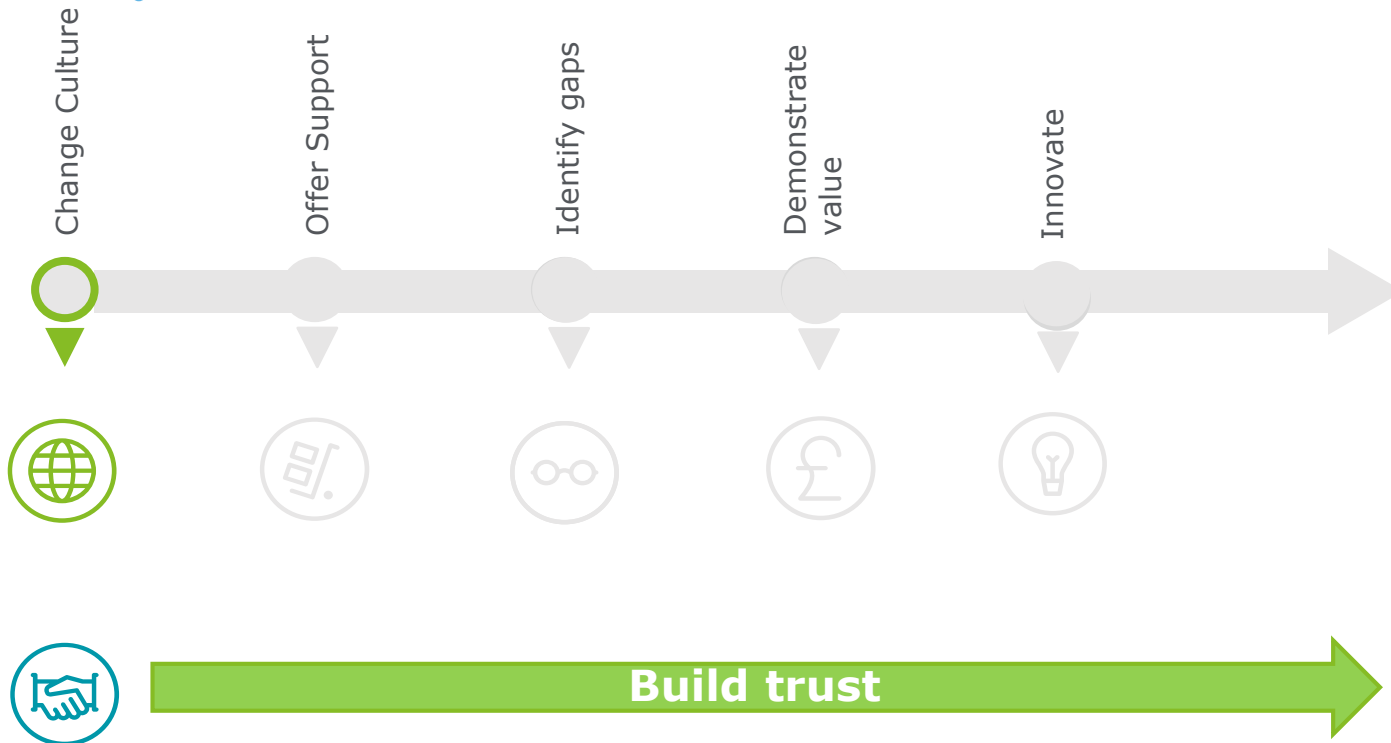 Change Culture
Offer Support
Identify gaps
Demonstrate
value
Innovate
Build trust